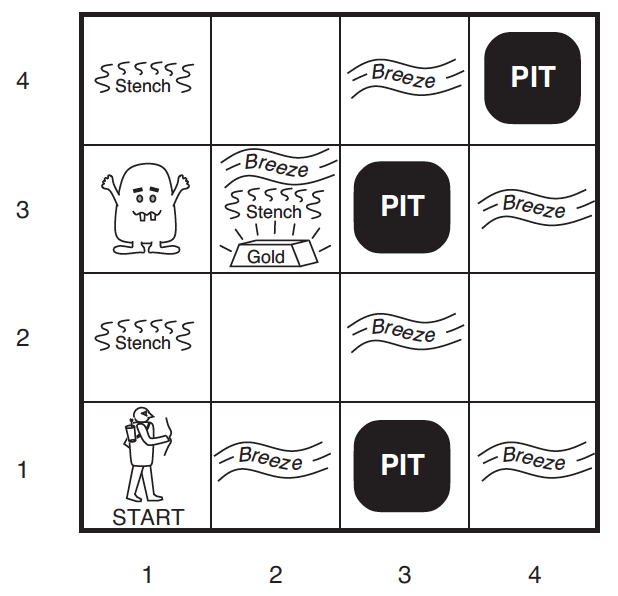 4
Stench
Breeze
PIT
3
Breeze
Stench
Gold
PIT
Breeze
2
Stench
Breeze
1
START
Breeze
PIT
Breeze
1 2 3 4